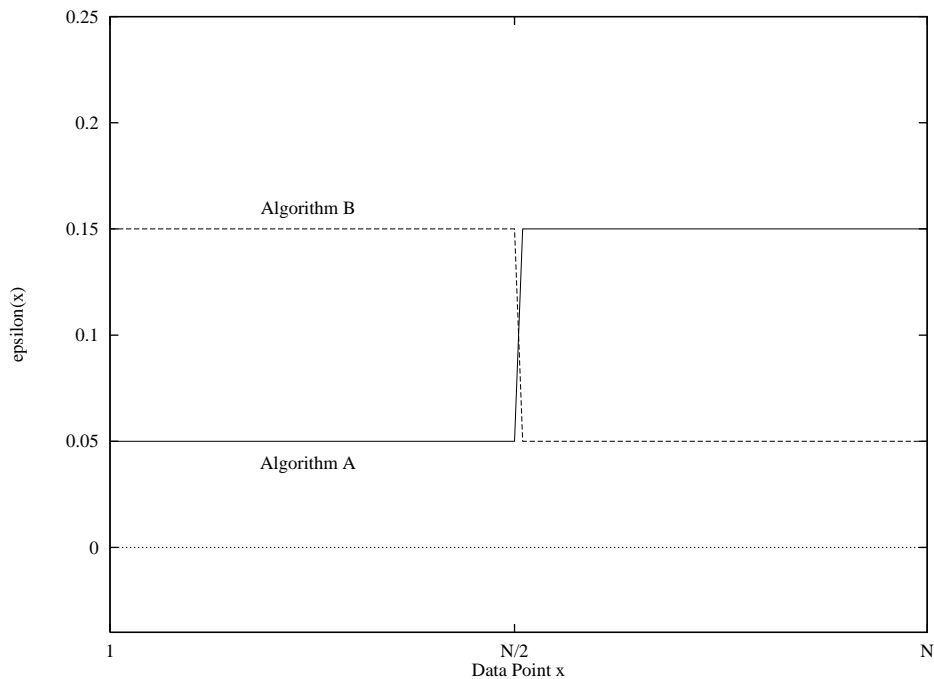 0.25
0.2
Algorithm B
0.15
epsilon(x)
0.1
0.05
Algorithm A
0
1
N/2
N
Data Point x